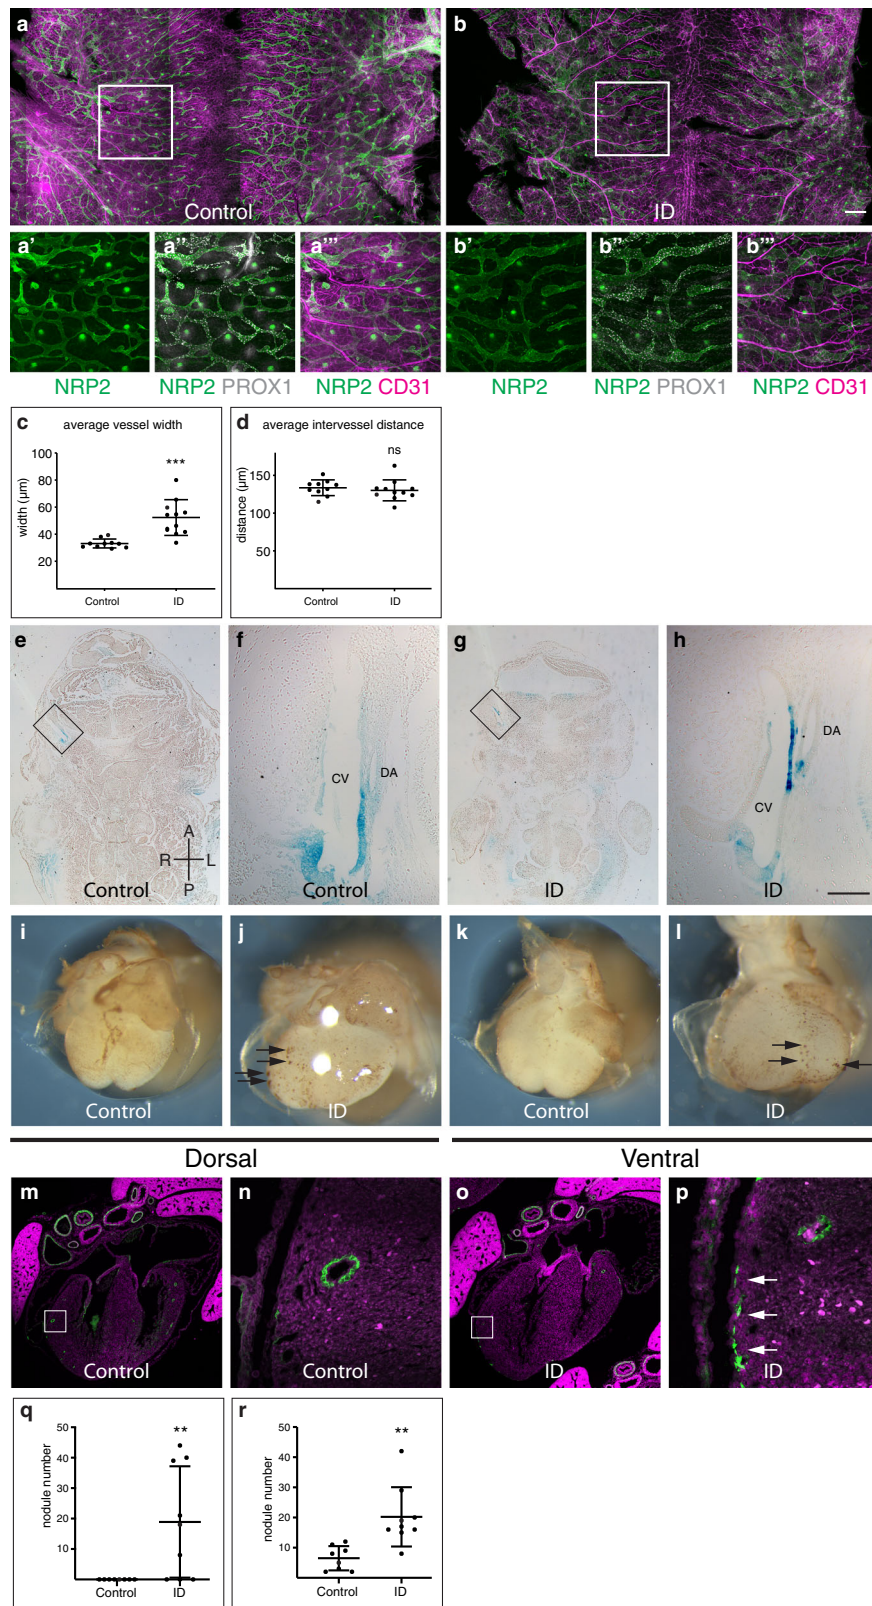 a
b
Control
ID
a'
a''
a'''
b'
b''
b'''
NRP2
NRP2 PROX1
NRP2 CD31
NRP2
NRP2 PROX1
NRP2 CD31
c
average vessel width
d
average intervessel distance
100
80
60
40
20
width (µm)
***
Control
ID
150
100
50
distance (µm)
ns
Control
ID
e
f
g
h
CV
DA
DA
CV
A
R
L
P
Control
Control
ID
ID
i
j
k
l
Control
ID
Control
ID
Dorsal
Ventral
m
n
o
p
Control
Control
ID
ID
q
r
50
40
30
20
10
nodule number
**
Control
ID
50
40
30
20
10
nodule number
**
Control
ID